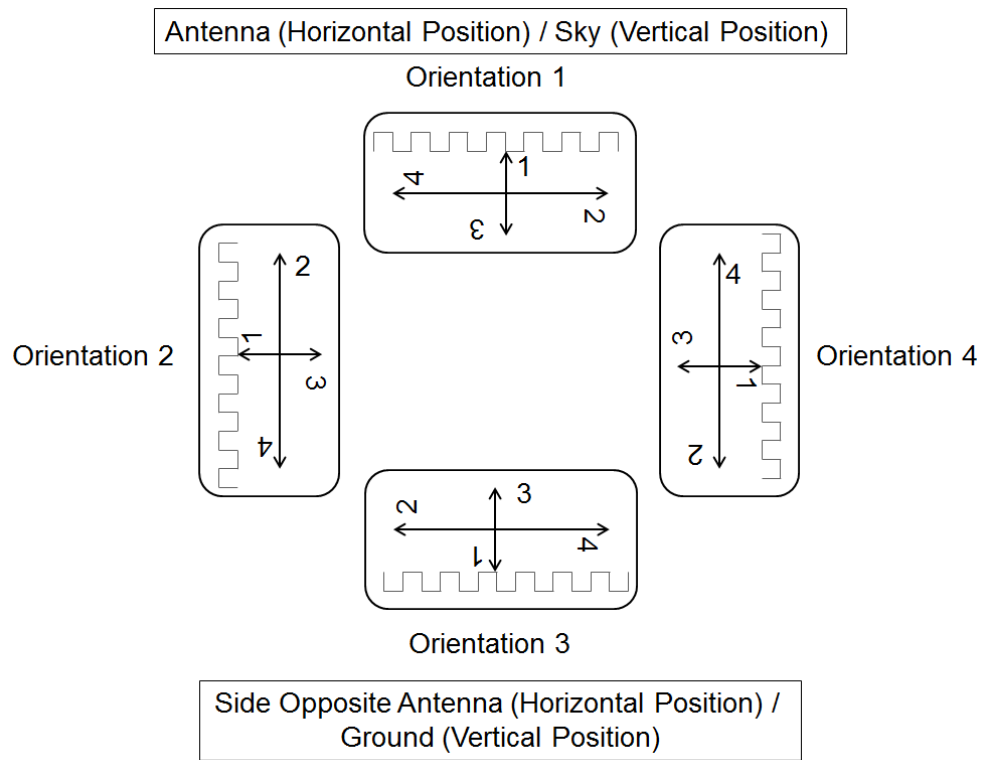 Antenna (Horizontal Position) / Sky (Vertical Position)
Orientation 1
1
4
2
3
Orientation 2
2
1
3
4
4
3
1
2
Orientation 4
2
3
1
4
Orientation 3
Side Opposite Antenna (Horizontal Position) /
Ground (Vertical Position)